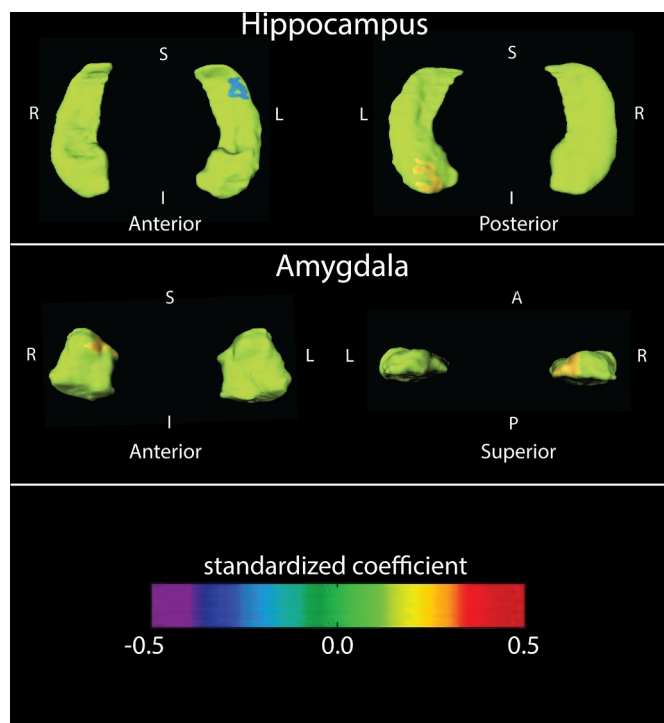 Hippocampus
S S
R L L R
I I
Anterior Posterior
Amygdala
S A
R L L R
I P
Anterior Superior
standardized coefficient
-0.5 0.0 0.5